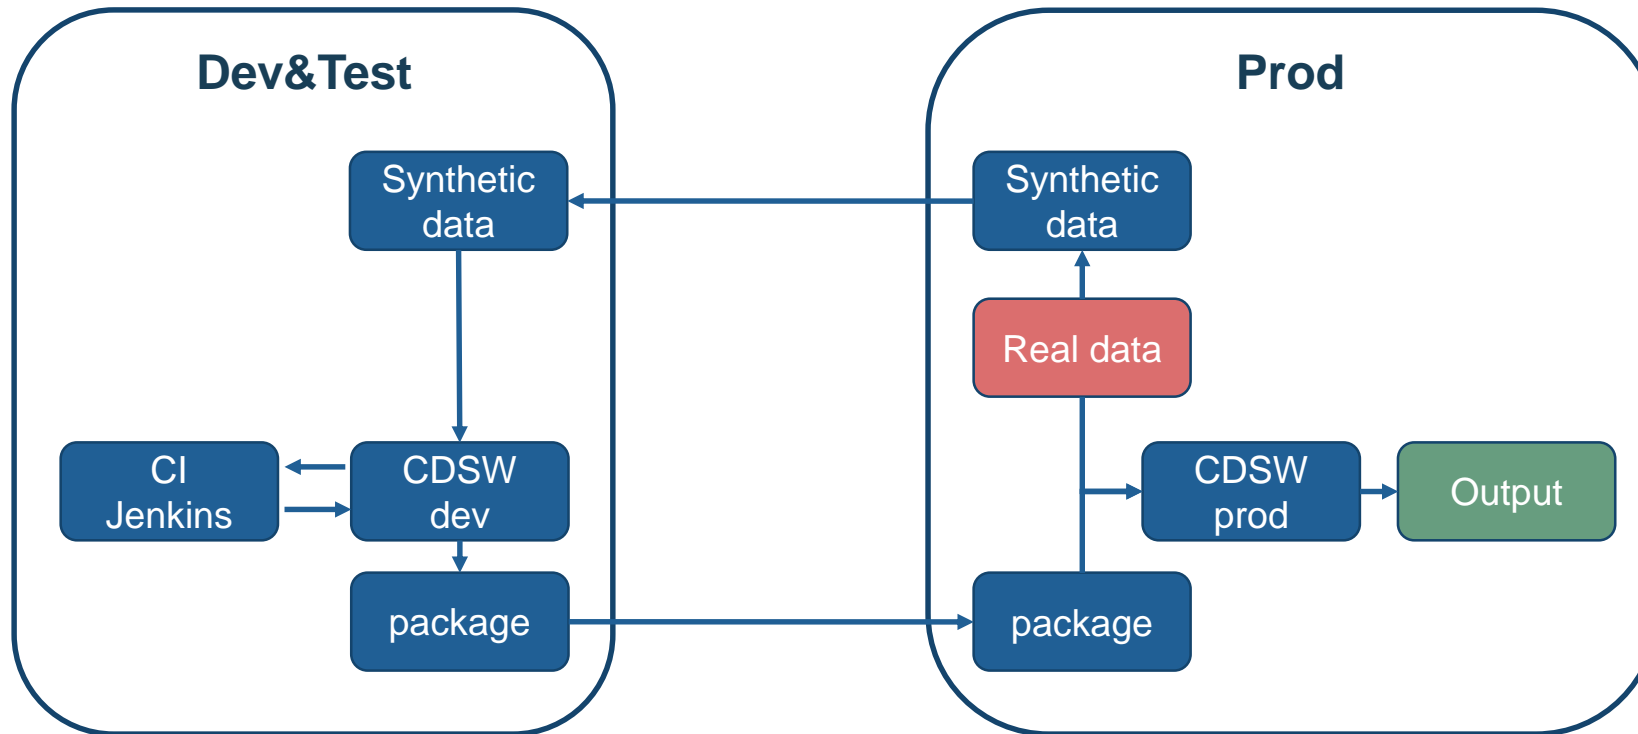 Dev&Test
Synthetic
data
CI
Jenkins
CDSW
dev
package
Prod
Synthetic
data
Real data
CDSW
prod
Output
package